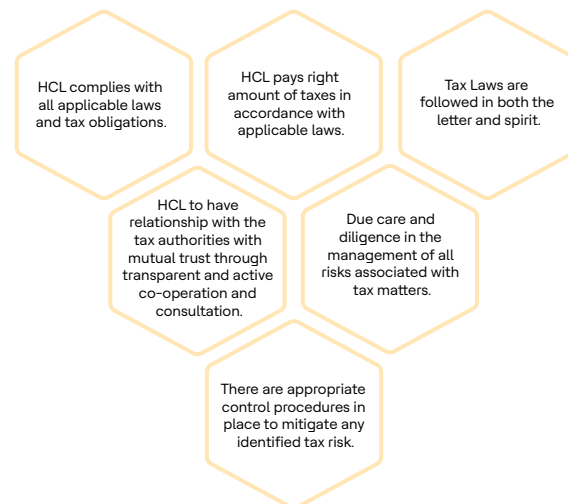 HCL complies with
all applicable laws
and tax obligations.
HCL pays right
amount of taxes in
accordance with
applicable laws.
Tax Laws are
followed in both the
letter and spirit.
HCL to have
relationship with the
tax authorities with
mutual trust through
transparent and active
co-operation and
consultation.
Due care and
diligence in the
management of all
risks associated with
tax matters.
There are appropriate
control procedures in
place to mitigate any
identified tax risk.